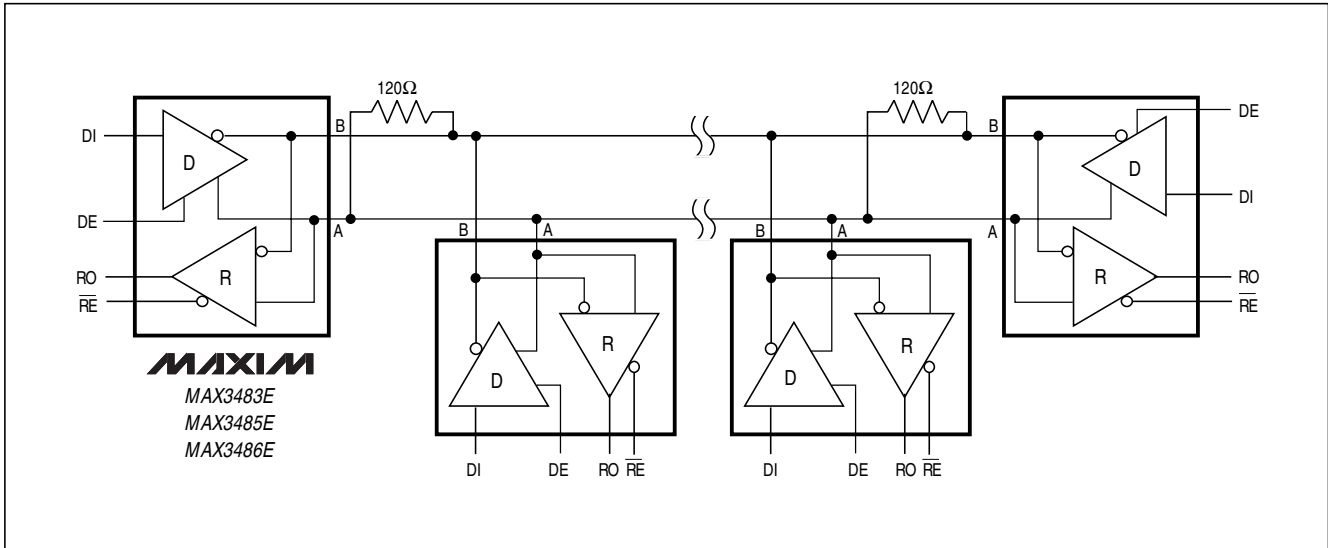 120Ω
120Ω
DI
B
D
DE
A
RO
R
RE
B
DE
D
DI
A
R
RO
RE
B
A
D
R
DI
DE
RO
RE
B
A
D
R
DI
DE
RO
RE
MAXIM
MAX3483E
MAX3485E
MAX3486E